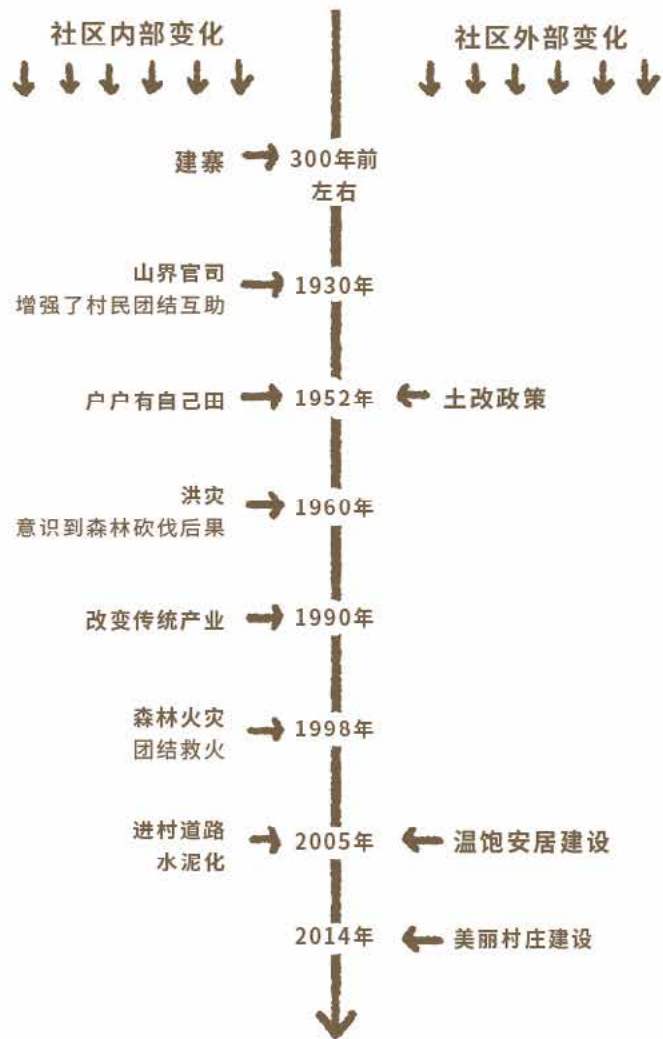 社区内部变化
社区外部变化
建寨
300年前
左右
山界官司
增强了村民团结互助
1930年
户户有自己田
1952年
土改政策
洪灾
意识到森林砍伐后果
1960年
改变传统产业
1990年
森林火灾
团结救火
1998年
进村道路
水泥化
2005年
温饱安居建设
2014年
美丽村庄建设